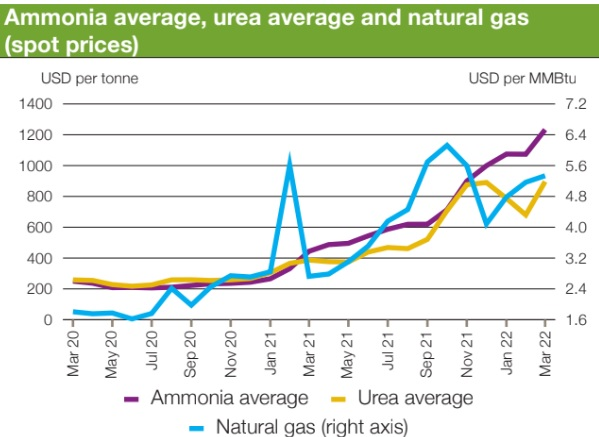 Ammonia average, urea average and natural gas
(spot prices)
USD per tonne USD per MMBtu
1400 7.2
1200 6.4
1000 5.6
800 4.8
600 4.0
400 3.2
200 2.4
0 1.6
Mar 20 May 20 Jul 20 Sep 20 Nov 20 Jan 21 Mar 21 May 21 Jul 21 Sep 21 Nov 21 Jan 22 Mar 22
Ammonia average Urea average
Natural gas (right axis)